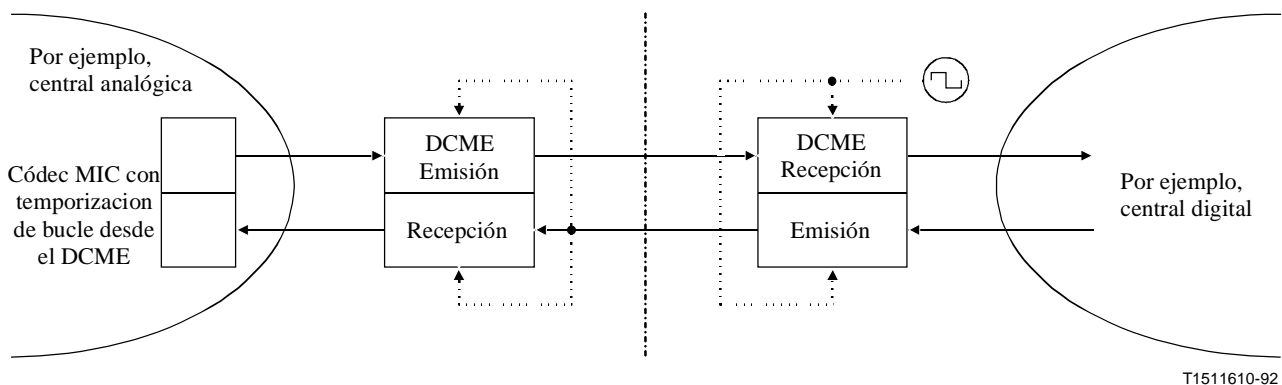 Por ejemplo,
central analógica
Códec MIC con
temporizacion
de bucle desde
el DCME
DCME
Emisión
Recepción
DCME
Recepción
Emisión
Por ejemplo,
central digital
T1511610-92